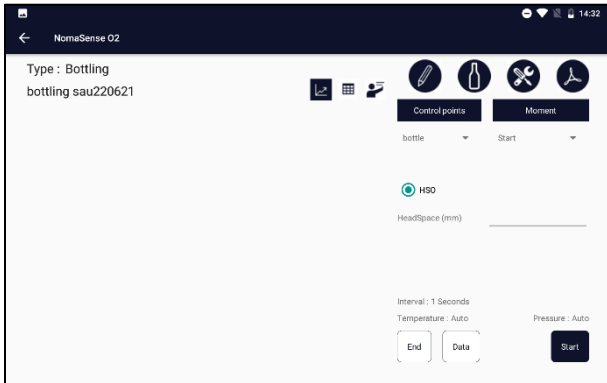 14:32
NomaSense O2
Type : Bottling
bottling sau220621
Control points
Moment
bottle
Start
HSO
HeadSpace (mm)
Interval : 1 Seconds
Temperature : Auto
Pressure : Auto
End
Data
Start